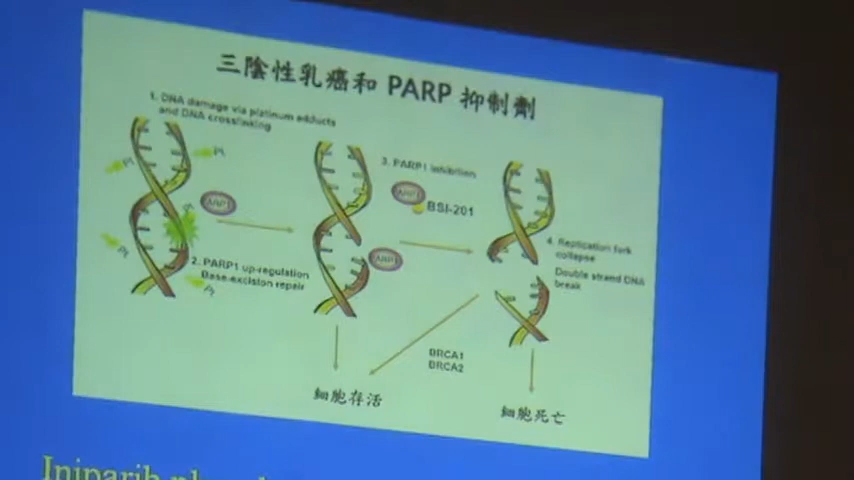 三陰性乳癌和 PARP 抑制劑
1. DNA damage via platinum adducts
and DNA crosslinking
Pt
Pt
Pt
Pt
Pt
2. PARP1 up-regulation
Base-excision repair
3. PARP1 inhibition
BSI-201
4. Replication fork
collapse
Double strand DNA
break
BRCA1
BRCA2
細胞存活
細胞死亡
Iniparib